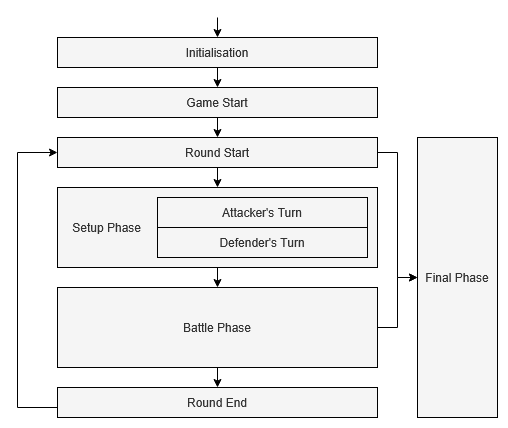 Initialisation
Game Start
Round Start
Setup Phase
Attacker's Turn
Defender's Turn
Battle Phase
Round End
Final Phase